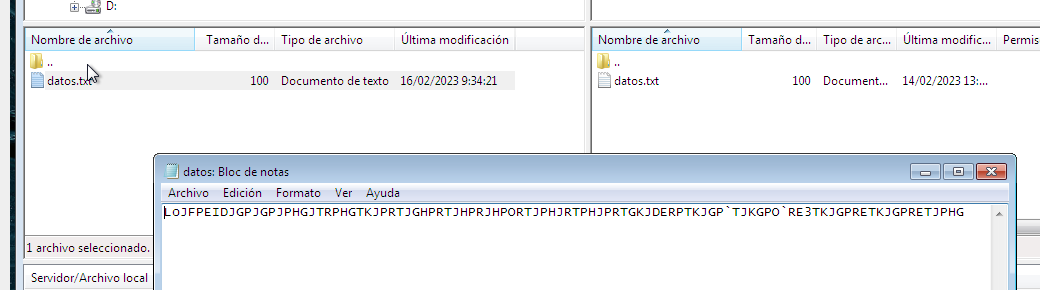 D:
Nombre de archivo Tamaño d... Tipo de archivo Última modificación
..
datos.txt 100 Documento de texto 16/02/2023 9:34:21
Nombre de archivo Tamaño d... Tipo de arc... Última modific... Permis
..
datos.txt 100 Document... 14/02/2023 13:...
datos: Bloc de notas
Archivo Edición Formato Ver Ayuda
LOJFPEIDJGPJGPJPHGJTRPHGTKJPRTJGHPRTJHPRJHPORTJPHJRTPHJPRTGKJDERPTKJGP`TJKGPO`RE3TKJGPRETKJGPRETJPHG
1 archivo seleccionado.
Servidor/Archivo local